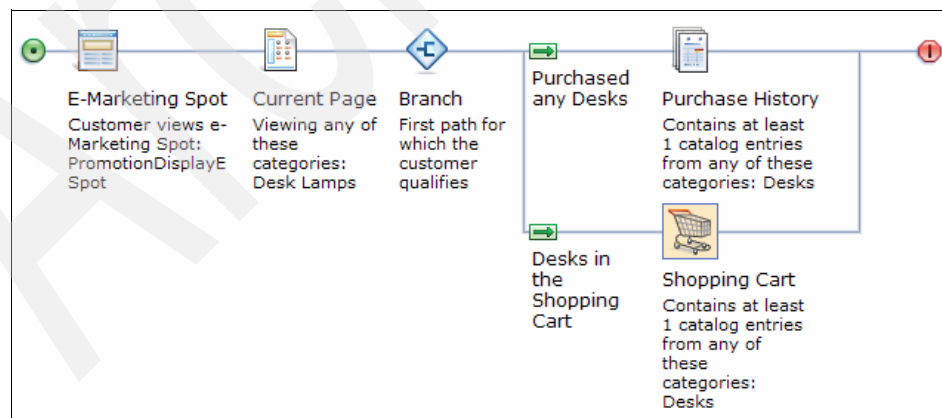 E-Marketing Spot
Customer views e-
Marketing Spot:
PromotionDisplayE
Spot
Current Page
Viewing any of
these
categories:
Desk Lamps
Branch
First path for
which the
customer
qualifies
Purchased
any Desks
Purchase History
Contains at least
1 catalog entries
from any of these
categories: Desks
Desks in
the
Shopping
Cart
Shopping Cart
Contains at least
1 catalog entries
from any of
these
categories:
Desks